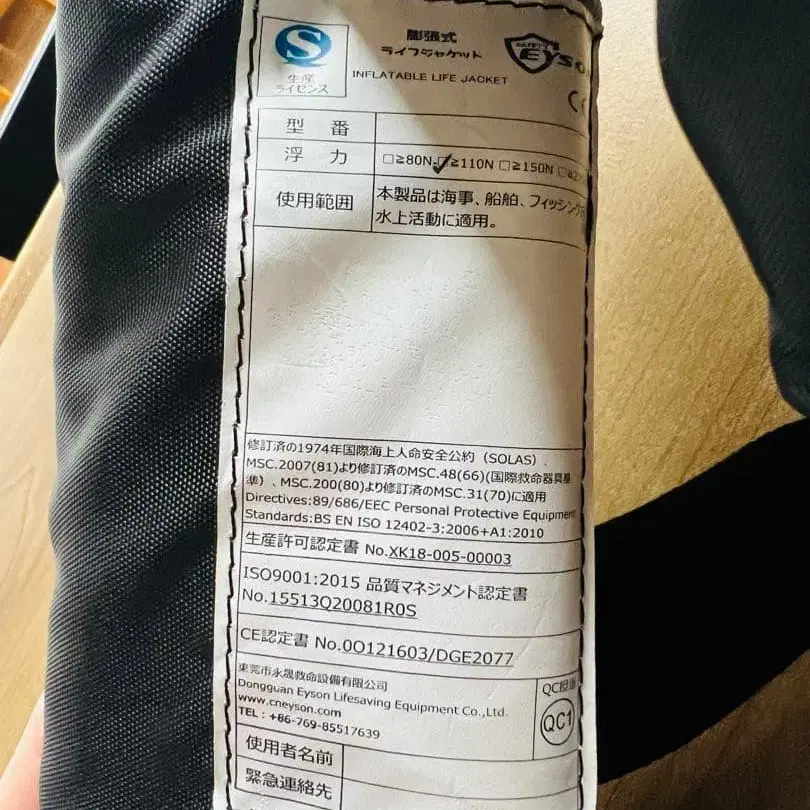 S
生産
ライセンス
膨張式
ライフジャケット
INFLATABLE LIFE JACKET
SAFETY
EYSON
CE
型 番
浮 力
□≥80N ☑≥110N □≥150N □≥2
使用範囲
本製品は海事、船舶、フィッシング
水上活動に適用。
修訂済の1974年国際海上人命安全公約（SOLAS）、
MSC.2007(81)より修訂済のMSC.48(66)(国際救命器具基
準）、MSC.200(80)より修訂済のMSC.31(70)に適用
Directives:89/686/EEC Personal Protective Equipment
Standards:BS EN ISO 12402-3:2006+A1:2010
生産許可認定書 No.XK18-005-00003
ISO9001:2015 品質マネジメント認定書
No.15513Q20081R0S
CE認定書 No.0O121603/DGE2077
東莞市永晟救命設備有限公司
Dongguan Eyson Lifesaving Equipment Co.,Ltd.
www.cneyson.com
TEL：+86-769-85517639
QC担当
QC1
使用者名前
緊急連絡先